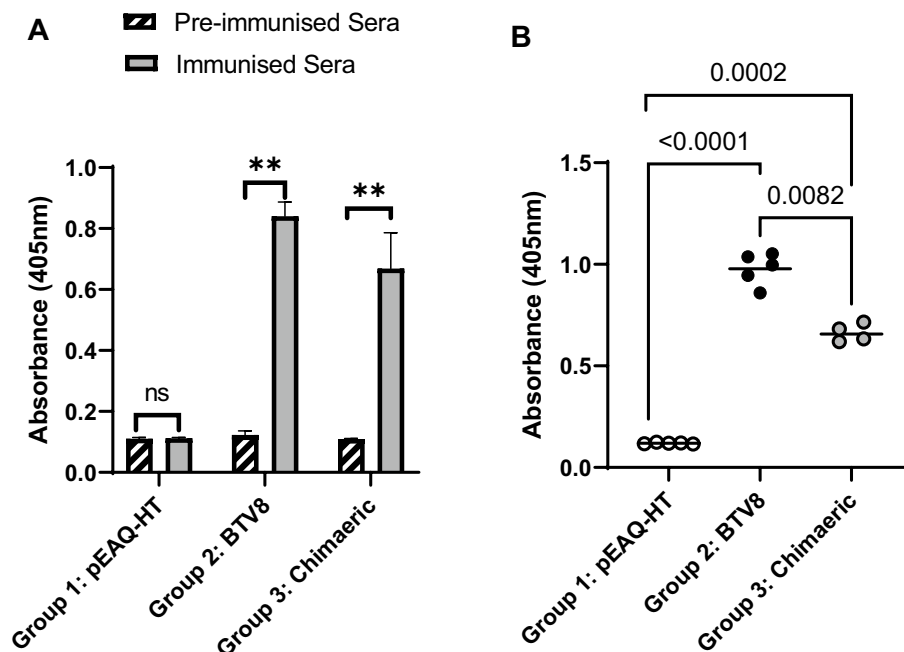 A
Pre-immunised Sera
Immunised Sera
Absorbance (405nm)
1.0
0.8
0.6
0.4
0.2
0.0
ns
**
**
Group 1: pEAQ-HT
Group 2: BTV8
Group 3: Chimaeric
B
0.0002
<0.0001
0.0082
Absorbance (405nm)
1.5
1.0
0.5
0.0
Group 1: pEAQ-HT
Group 2: BTV8
Group 3: Chimaeric